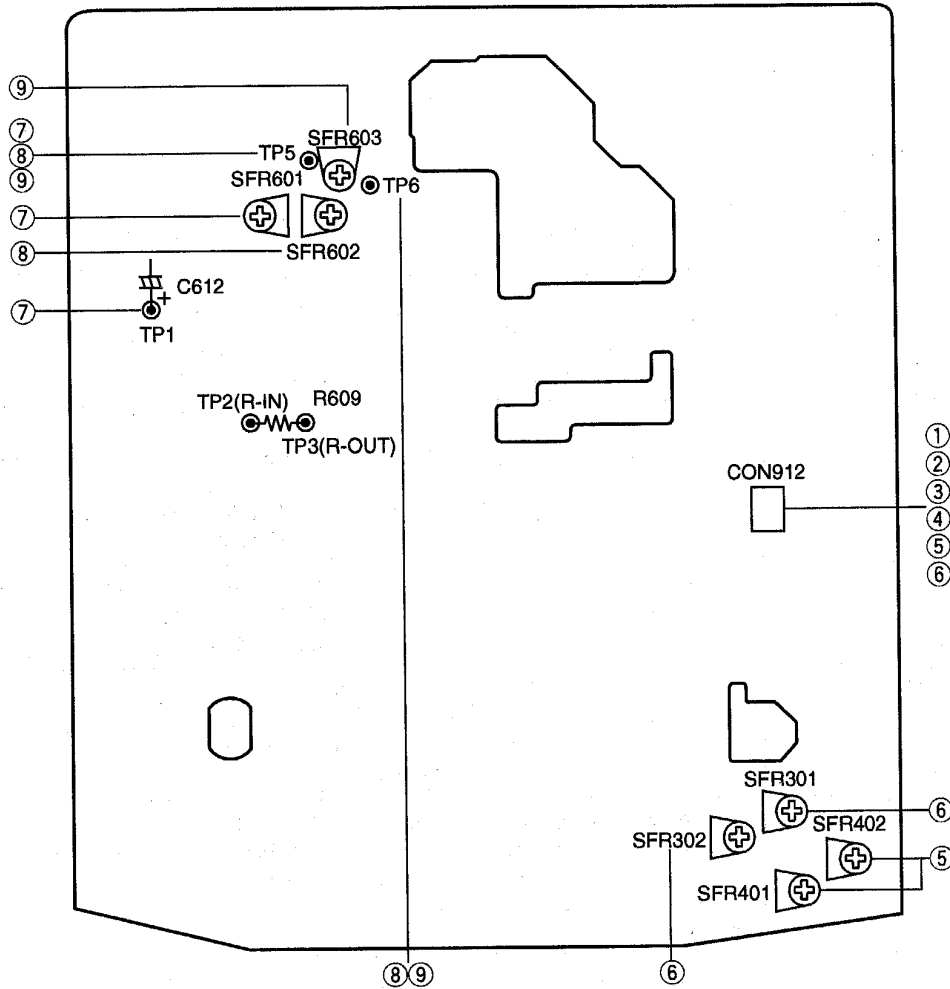 ⑨
SFR603
⑦
⑧
TP5
⑨
SFR601
TP6
⑦
⑧
SFR602
C612
+
⑦
TP1
TP2(R-IN)
R609
TP3(R-OUT)
①
②
CON912
③
④
⑤
⑥
SFR301
⑥
SFR402
SFR302
⑤
SFR401
⑧⑨
⑥